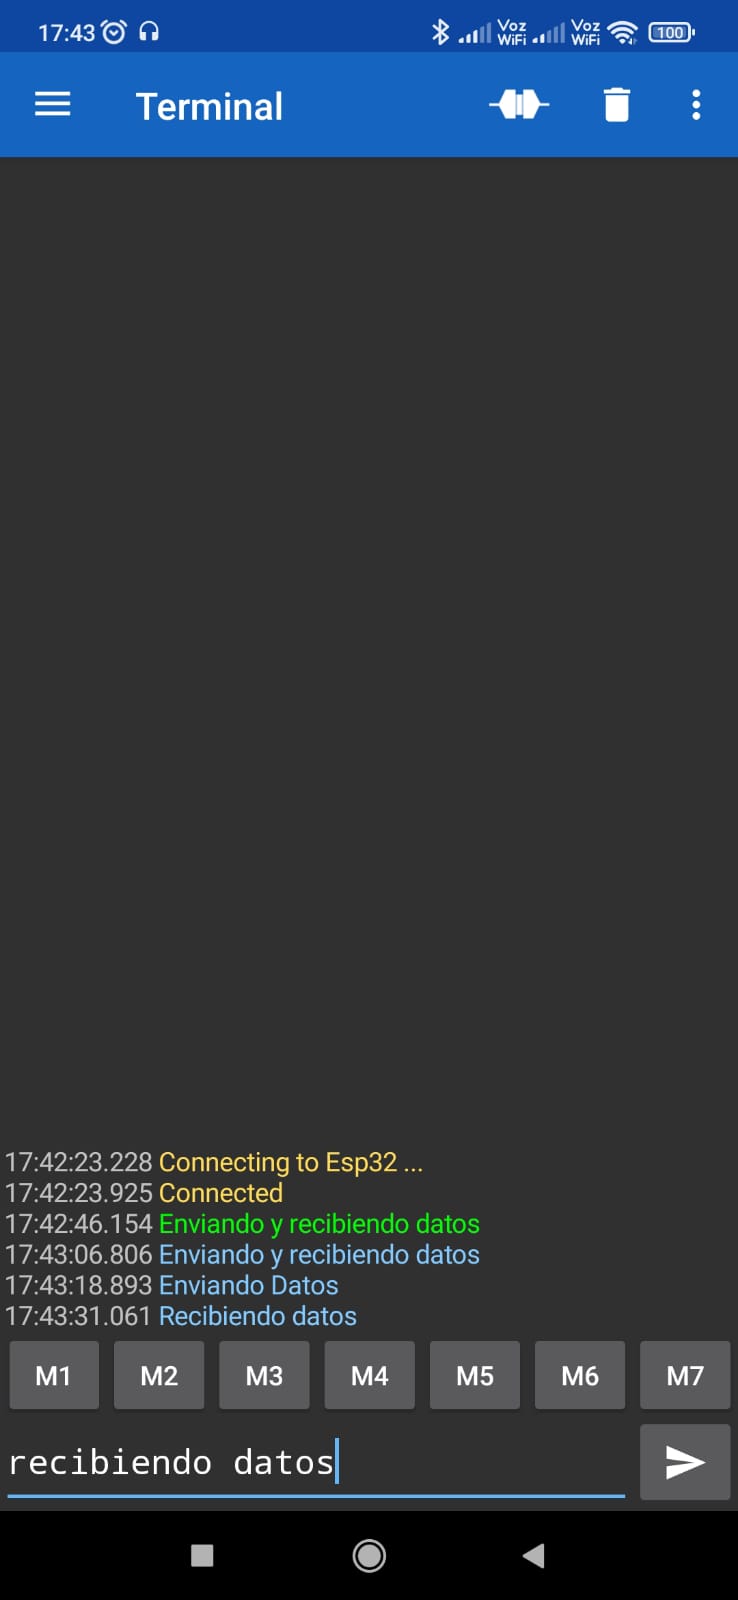 17:43 Voz WiFi Voz WiFi 100
Terminal
17:42:23.228 Connecting to Esp32 ...
17:42:23.925 Connected
17:42:46.154 Enviando y recibiendo datos
17:43:06.806 Enviando y recibiendo datos
17:43:18.893 Enviando Datos
17:43:31.061 Recibiendo datos
M1 M2 M3 M4 M5 M6 M7
recibiendo datos